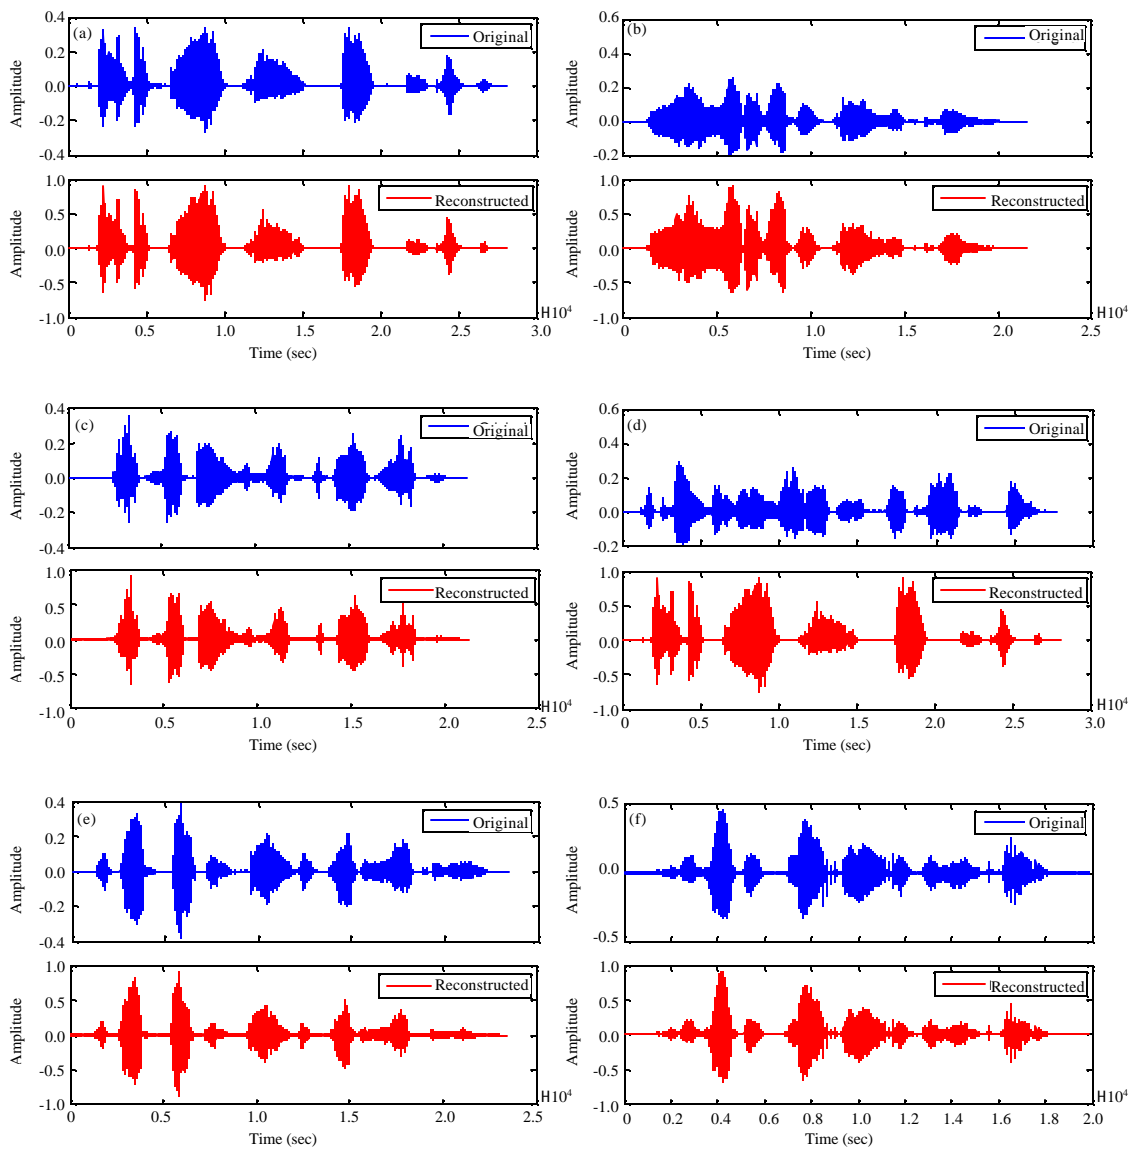 0.4
(a)
Original
0.2
0.0
-0.2
-0.4
Amplitude
1.0
Reconstructed
0.5
0.0
-0.5
-1.0
Amplitude
0 0.5 1.0 1.5 2.0 2.5 3.0
H10⁴
Time (sec)
0.6
(b)
Original
0.4
0.2
0.0
-0.2
Amplitude
1.0
Reconstructed
0.5
0.0
-0.5
-1.0
Amplitude
0 0.5 1.0 1.5 2.0 2.5
H10⁴
Time (sec)
0.4
(c)
Original
0.2
0.0
-0.2
-0.4
Amplitude
1.0
Reconstructed
0.5
0.0
-0.5
-1.0
Amplitude
0 0.5 1.0 1.5 2.0 2.5
H10⁴
Time (sec)
0.6
(d)
Original
0.4
0.2
0.0
-0.2
Amplitude
1.0
Reconstructed
0.5
0.0
-0.5
-1.0
Amplitude
0 0.5 1.0 1.5 2.0 2.5 3.0
H10⁴
Time (sec)
0.4
(e)
Original
0.2
0.0
-0.2
-0.4
Amplitude
1.0
Reconstructed
0.5
0.0
-0.5
-1.0
Amplitude
0 0.5 1.0 1.5 2.0 2.5
H10⁴
Time (sec)
0.5
(f)
Original
0.0
-0.5
Amplitude
1.0
Reconstructed
0.5
0.0
-0.5
-1.0
Amplitude
0 0.2 0.4 0.6 0.8 1.0 1.2 1.4 1.6 1.8 2.0
H10⁴
Time (sec)